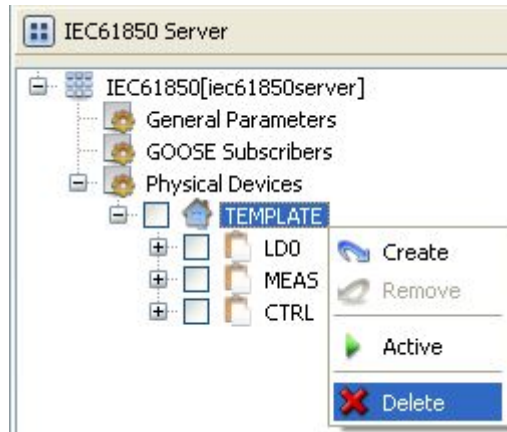 IEC61850 Server
IEC61850[iec61850server]
General Parameters
GOOSE Subscribers
Physical Devices
TEMPLATE
LD0
MEAS
CTRL
Create
Remove
Active
Delete